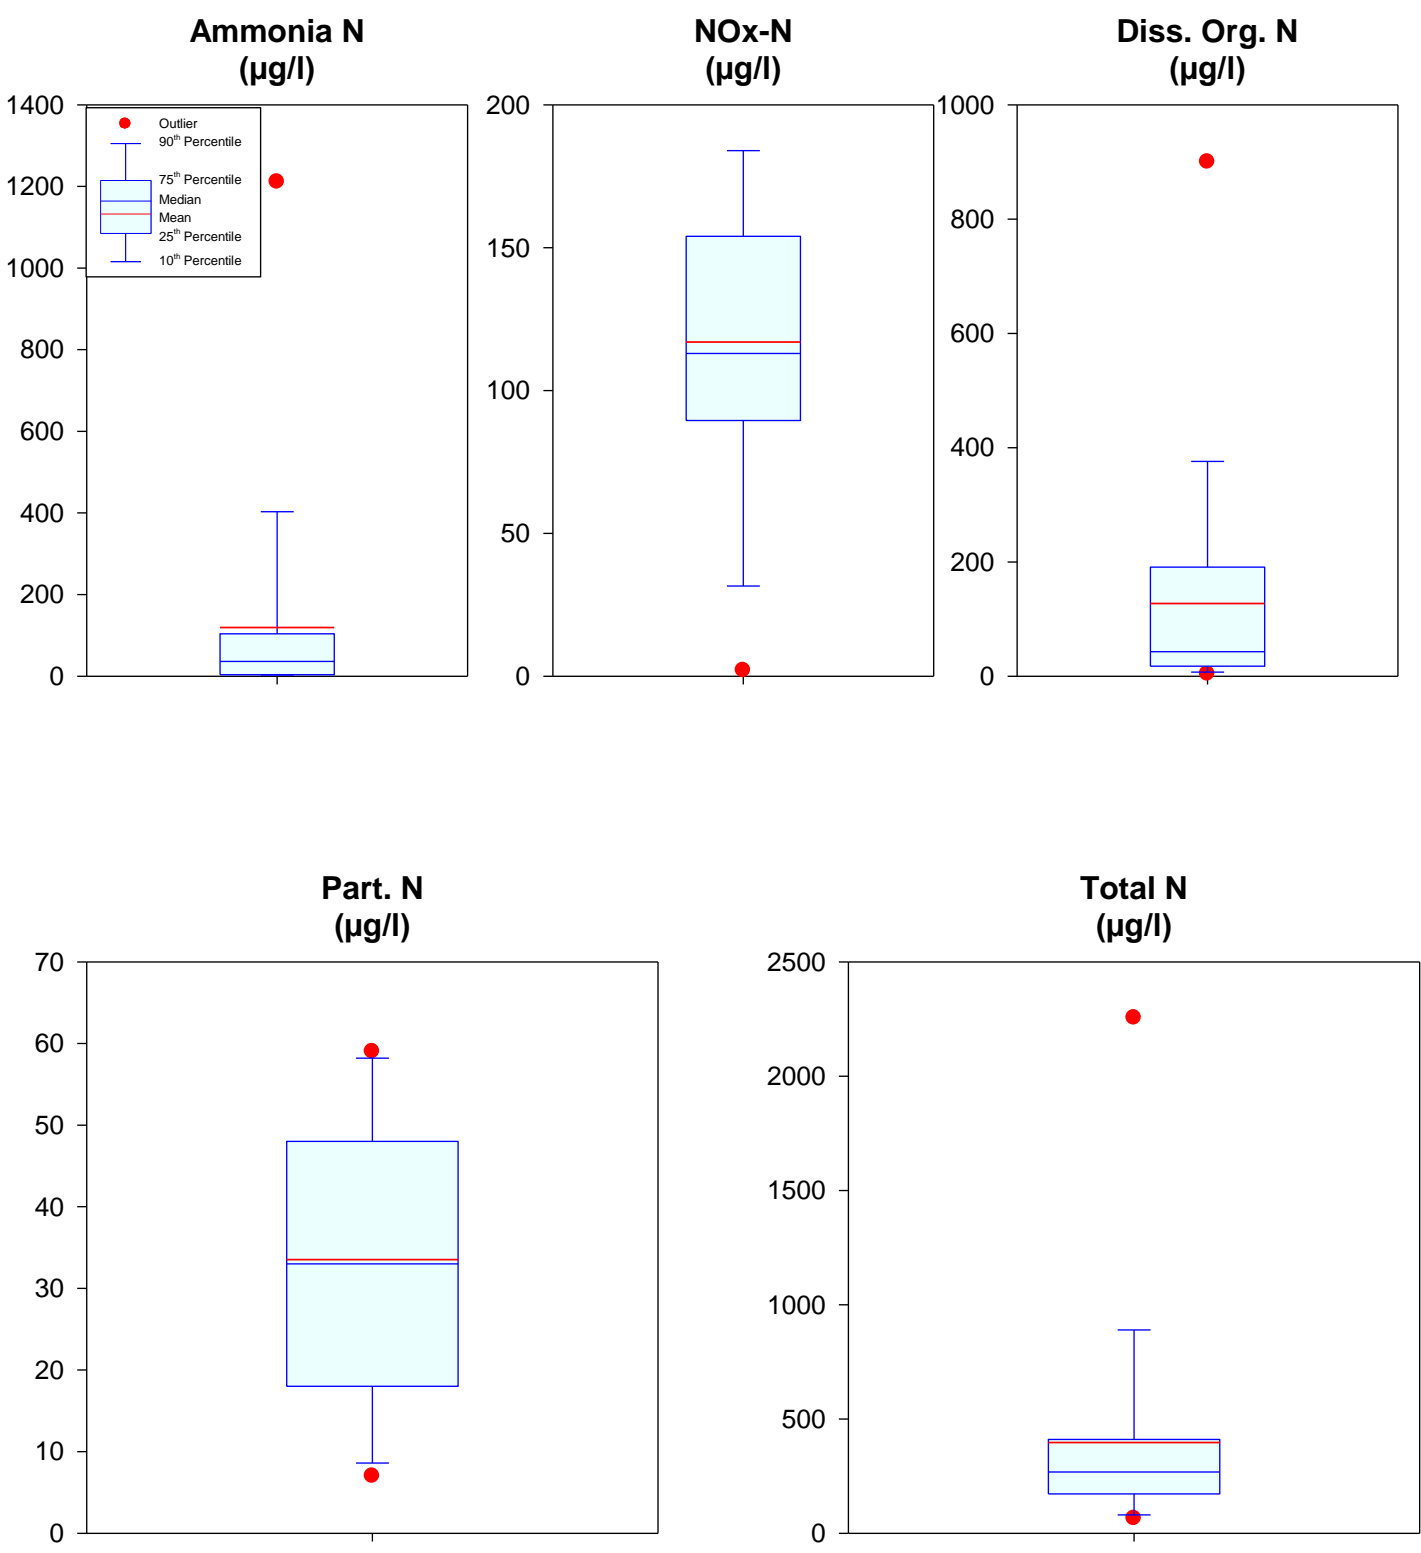 Ammonia N
(µg/l)
NOx-N
(µg/l)
Diss. Org. N
(µg/l)
1400
1200
1000
800
600
400
200
0
Outlier
90th Percentile
75th Percentile
Median
Mean
25th Percentile
10th Percentile
200
150
100
50
0
1000
800
600
400
200
0
Part. N
(µg/l)
Total N
(µg/l)
70
60
50
40
30
20
10
0
2500
2000
1500
1000
500
0